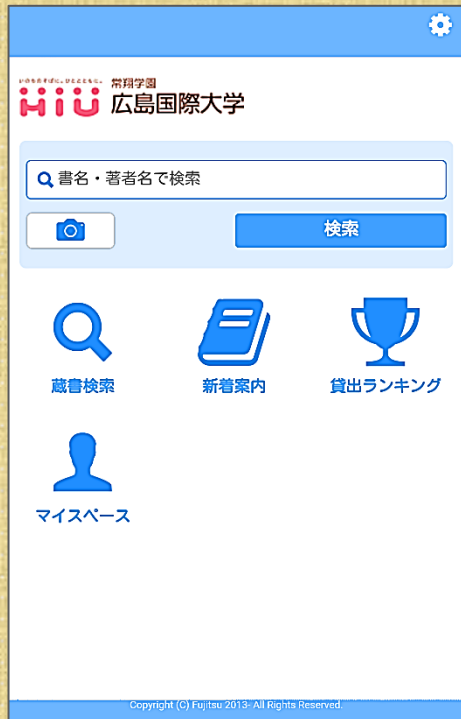 いのちのそばに。ひとともに。
常翔学園
HiU 広島国際大学
書名・著者名で検索
検索
蔵書検索
新着案内
貸出ランキング
マイスペース
Copyright (C) Fujitsu 2013- All Rights Reserved.